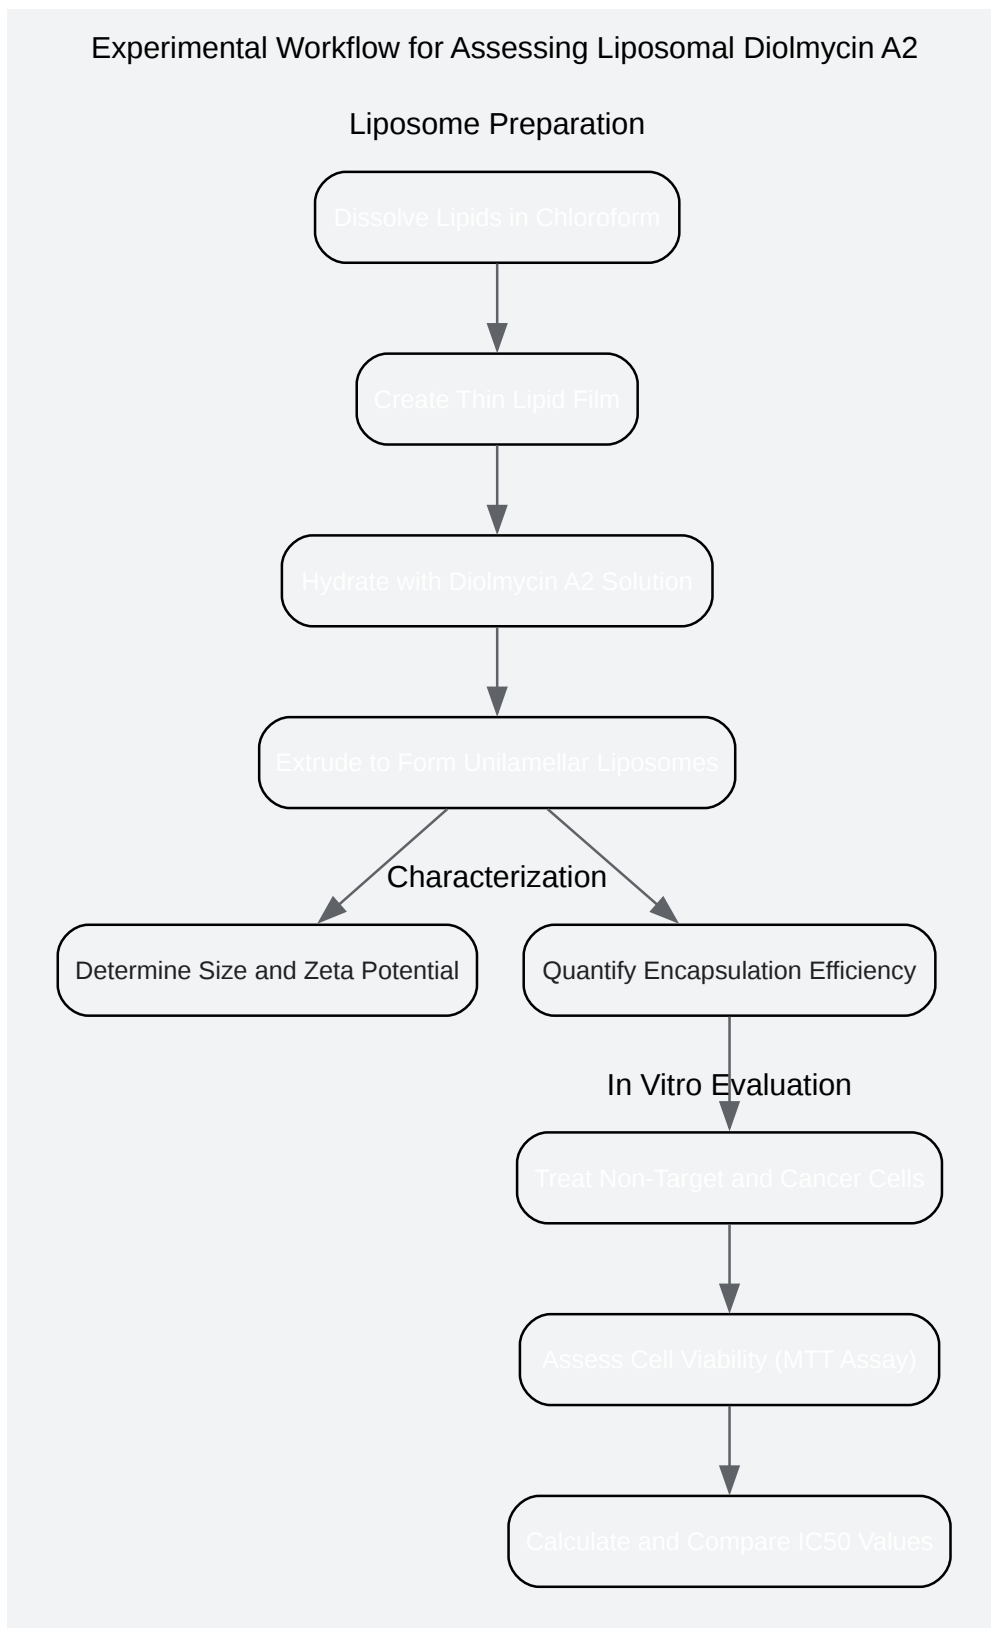 Experimental Workflow for Assessing Liposomal Diolmycin A2
Liposome Preparation
Dissolve Lipids in Chloroform
Create Thin Lipid Film
Hydrate with Diolmycin A2 Solution
Extrude to Form Unilamellar Liposomes
Characterization
Determine Size and Zeta Potential
Quantify Encapsulation Efficiency
In Vitro Evaluation
Treat Non-Target and Cancer Cells
Assess Cell Viability (MTT Assay)
Calculate and Compare IC50 Values